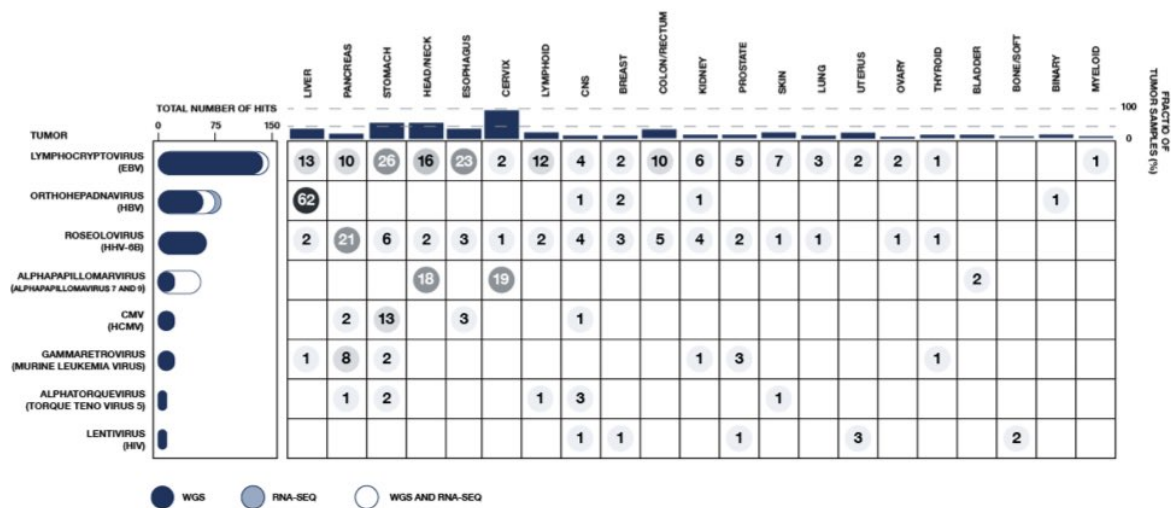 LIVER
PANCREAS
STOMACH
HEAD/NECK
ESOPHAGUS
CERVIX
LYMPHOID
CNS
BREAST
COLON/RECTUM
KIDNEY
PROSTATE
SKIN
LUNG
UTERUS
OVARY
THYROID
BLADDER
BONE/SOFT
BINARY
MYELOID
FRACTIO OF
TUMOR SAMPLES (%)
100
0
TOTAL NUMBER OF HITS
0 75 150
TUMOR
LYMPHOCRYPTOVIRUS
(EBV)
13 10 26 16 23 2 12 4 2 10 6 5 7 3 2 2 1 1
ORTHOHEPADNAVIRUS
(HBV)
62 1 2 1 1
ROSEOLOVIRUS
(HHV-6B)
2 21 6 2 3 1 2 4 3 5 4 2 1 1 1 1
ALPHAPAPILLOMARVIRUS
(ALPHAPAPILLOMAVIRUS 7 AND 9)
18 19 2
CMV
(HCMV)
2 13 3 1
GAMMARETROVIRUS
(MURINE LEUKEMIA VIRUS)
1 8 2 1 3 1
ALPHATORQUEVIRUS
(TORQUE TENO VIRUS 5)
1 2 1 3 1
LENTIVIRUS
(HIV)
1 1 1 3 2
WGS RNA-SEQ WGS AND RNA-SEQ